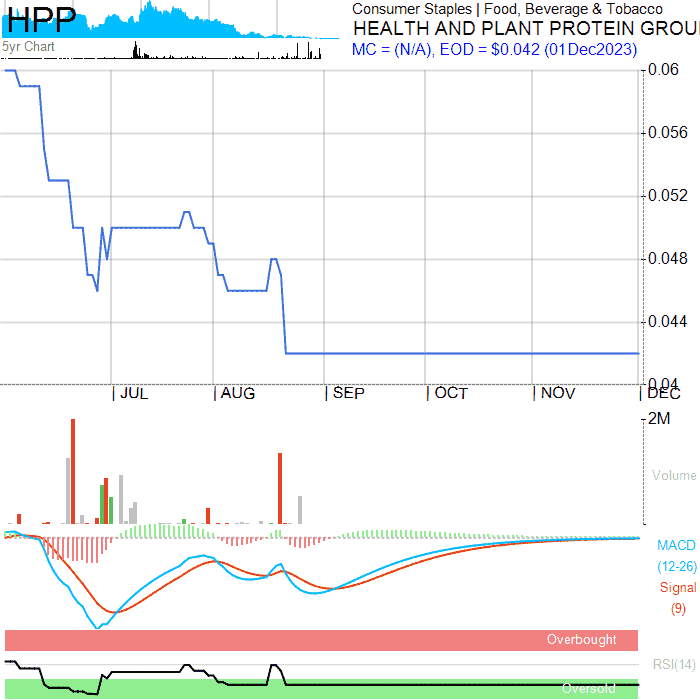 HPP
5yr Chart
Consumer Staples | Food, Beverage & Tobacco
HEALTH AND PLANT PROTEIN GROU
MC = (N/A), EOD = $0.042 (01Dec2023)
0.06
0.056
0.052
0.048
0.044
0.04
JUL AUG SEP OCT NOV DEC
2M
Volume
MACD
(12-26)
Signal
(9)
Overbought
RSI(14)
Oversold